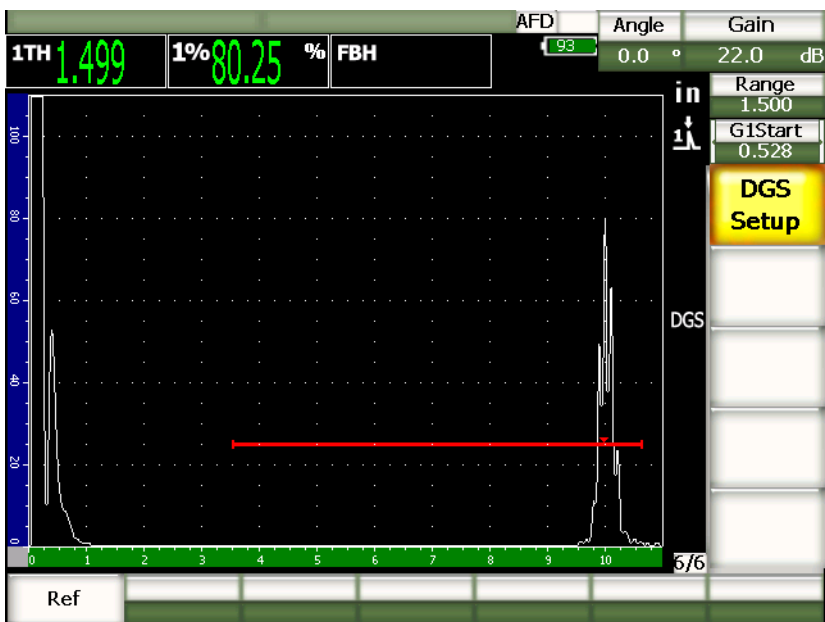 AFD
Angle
Gain
1TH 1.499
1% 80.25 %
FBH
93
0.0 °
22.0 dB
in
Range
1.500
1
G1Start
0.528
DGS
Setup
DGS
100
80
60
40
20
0
0 1 2 3 4 5 6 7 8 9 10
6/6
Ref